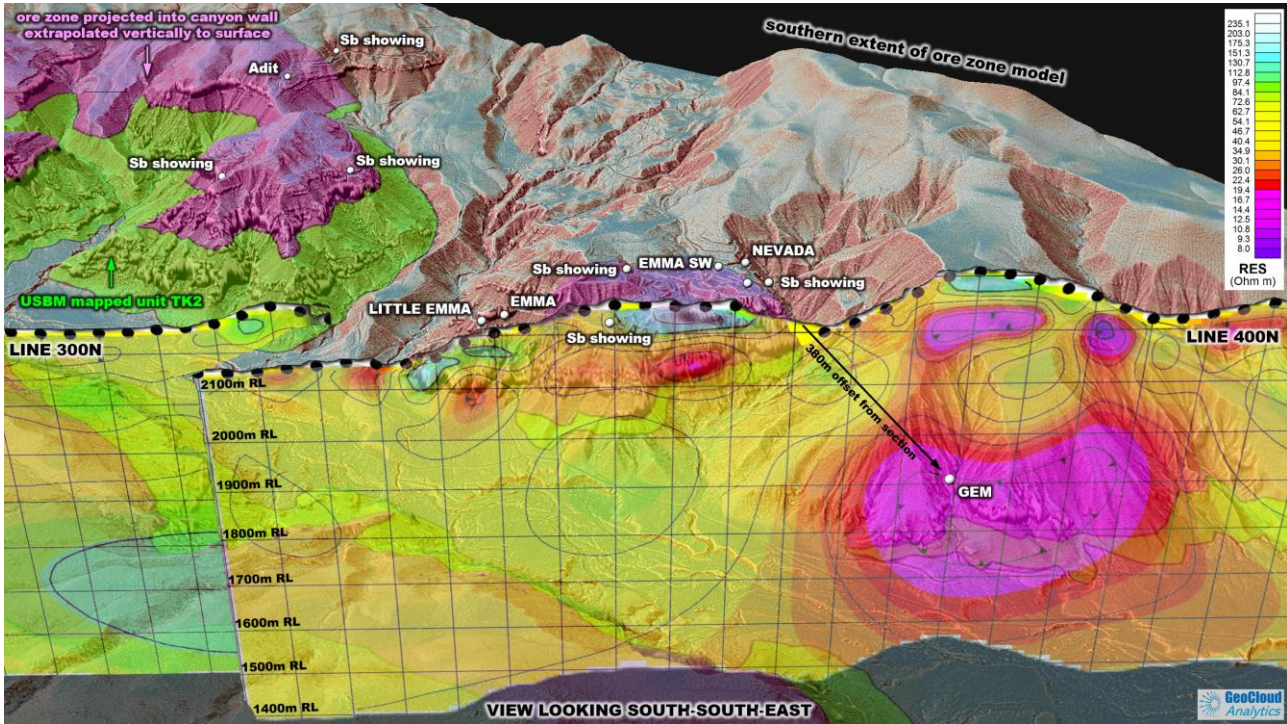 ore zone projected into canyon wall
extrapolated vertically to surface
Sb showing
Adit
southern extent of ore zone model
Sb showing
Sb showing
USBM mapped unit TK2
NEVADA
EMMA SW
Sb showing
Sb showing
LITTLE EMMA
EMMA
Sb showing
LINE 300N
LINE 400N
380m offset from section
GEM
2100m RL
2000m RL
1900m RL
1800m RL
1700m RL
1600m RL
1500m RL
1400m RL
VIEW LOOKING SOUTH-SOUTH-EAST
235.1
203.0
175.3
151.3
130.7
112.8
97.4
84.1
72.6
62.7
54.1
46.7
40.4
34.9
30.1
26.0
22.4
19.4
16.7
14.4
12.5
10.8
9.3
8.0
RES
(Ohm m)
GeoCloud
Analytics